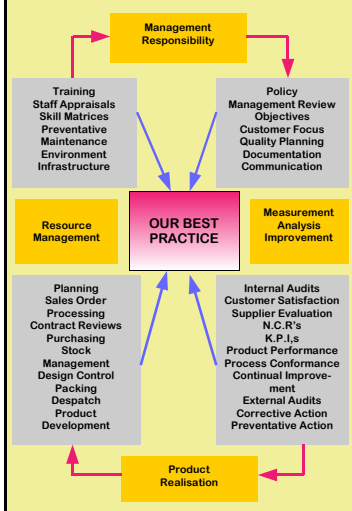 Management
Responsibility
Training
Staff Appraisals
Skill Matrices
Preventative
Maintenance
Environment
Infrastructure
Policy
Management Review
Objectives
Customer Focus
Quality Planning
Documentation
Communication
Resource
Management
OUR BEST
PRACTICE
Measurement
Analysis
Improvement
Planning
Sales Order
Processing
Contract Reviews
Purchasing
Stock
Management
Design Control
Packing
Despatch
Product
Development
Internal Audits
Customer Satisfaction
Supplier Evaluation
N.C.R's
K.P.I,s
Product Performance
Process Conformance
Continual Improve-
ment
External Audits
Corrective Action
Preventative Action
Product
Realisation